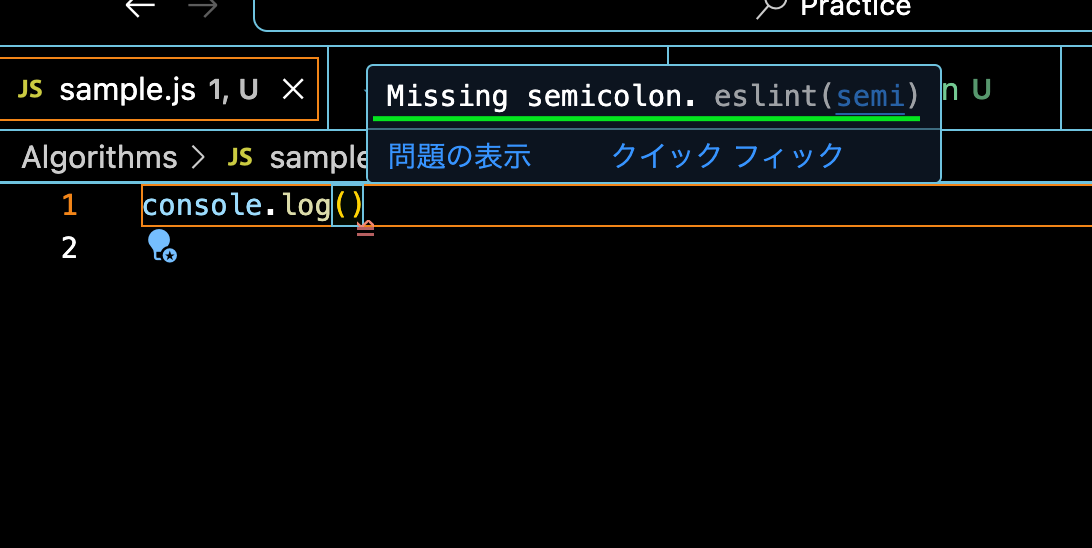 Practice
JS sample.js 1, U
Missing semicolon. eslint(semi)
n U
Algorithms > JS sample
問題の表示 クイック フィック
1 console.log()
2